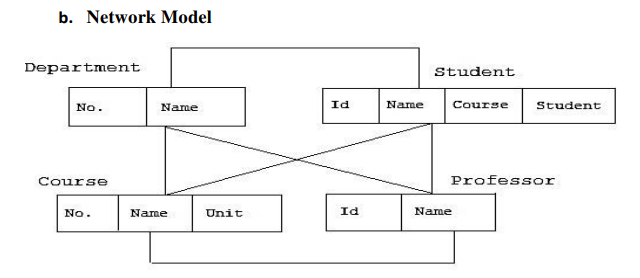 b. Network Model
Department
Student
No. Name
Id Name Course Student
Course
Professor
No. Name Unit
Id Name